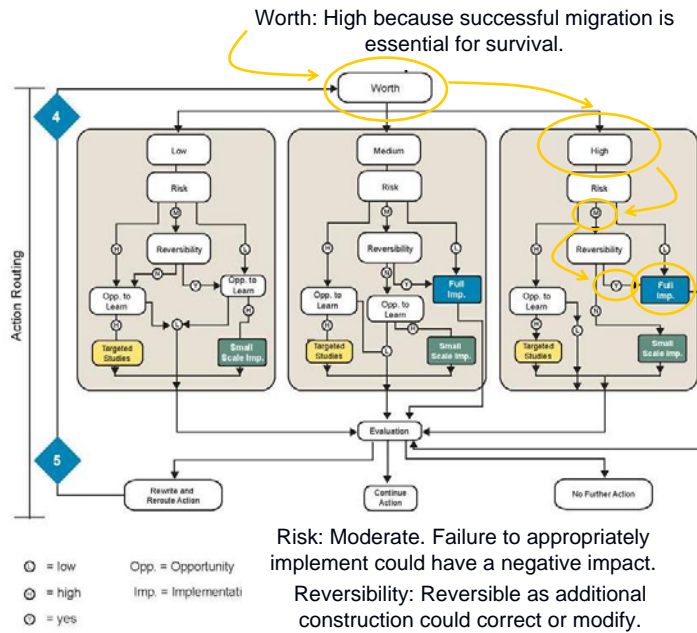 Worth: High because successful migration is
essential for survival.
Worth
4
Low
Medium
High
Risk
Risk
Risk
M
M
M
H
L
H
L
H
L
Reversibility
Reversibility
Reversibility
N
Y
N
Y
Y
N
Opp. to
Learn
Opp. to
Learn
Opp. to
Learn
Opp. to
Learn
Full
Imp.
Opp. to
Learn
Full
Imp.
H
L
H
H
L
H
H
L
Targeted
Studies
Small
Scale Imp.
Targeted
Studies
Small
Scale Imp.
Targeted
Studies
Small
Scale Imp.
Action Routing
Evaluation
5
Rewrite and
Reroute Action
Continue
Action
No Further Action
Risk: Moderate. Failure to appropriately
implement could have a negative impact.
Reversibility: Reversible as additional
construction could correct or modify.
L = low
H = high
Y = yes
Opp. = Opportunity
Imp. = Implementati